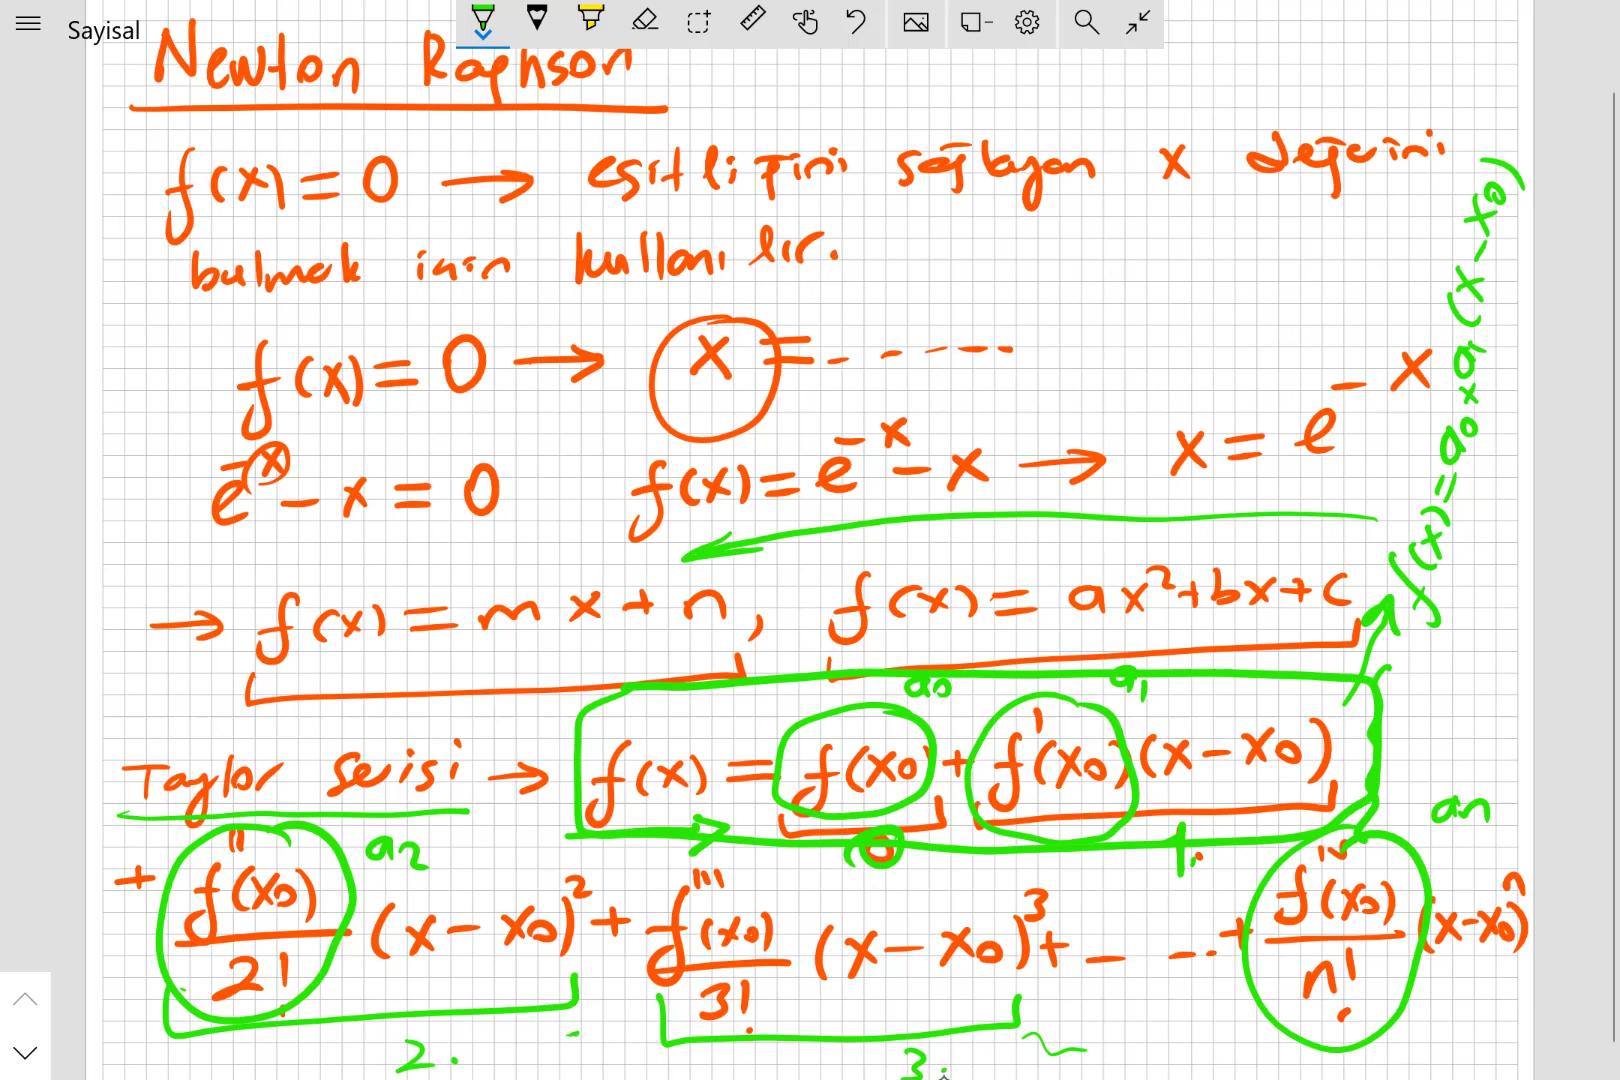 Sayisal
Newton Raphson
f(x) = 0 → eşitliğini sağlayan x değerini
bulmak için kullanılır.
f(x) = 0 → x = - - - - - -
e^-x - x = 0    f(x) = e^-x - x → x = e^-x
→ f(x) = mx + n, f(x) = ax² + bx + c
a0 a1
Taylor Serisi → f(x) = f(x0) + f'(x0)(x - x0)
0 1.
+ f''(x0)/2! (x - x0)² + f'''(x0)/3! (x - x0)³ + - - - + f^n(x0)/n! (x - x0)^n
a2 an
2. 3.
f(x) = a0 + a1(x - x0)